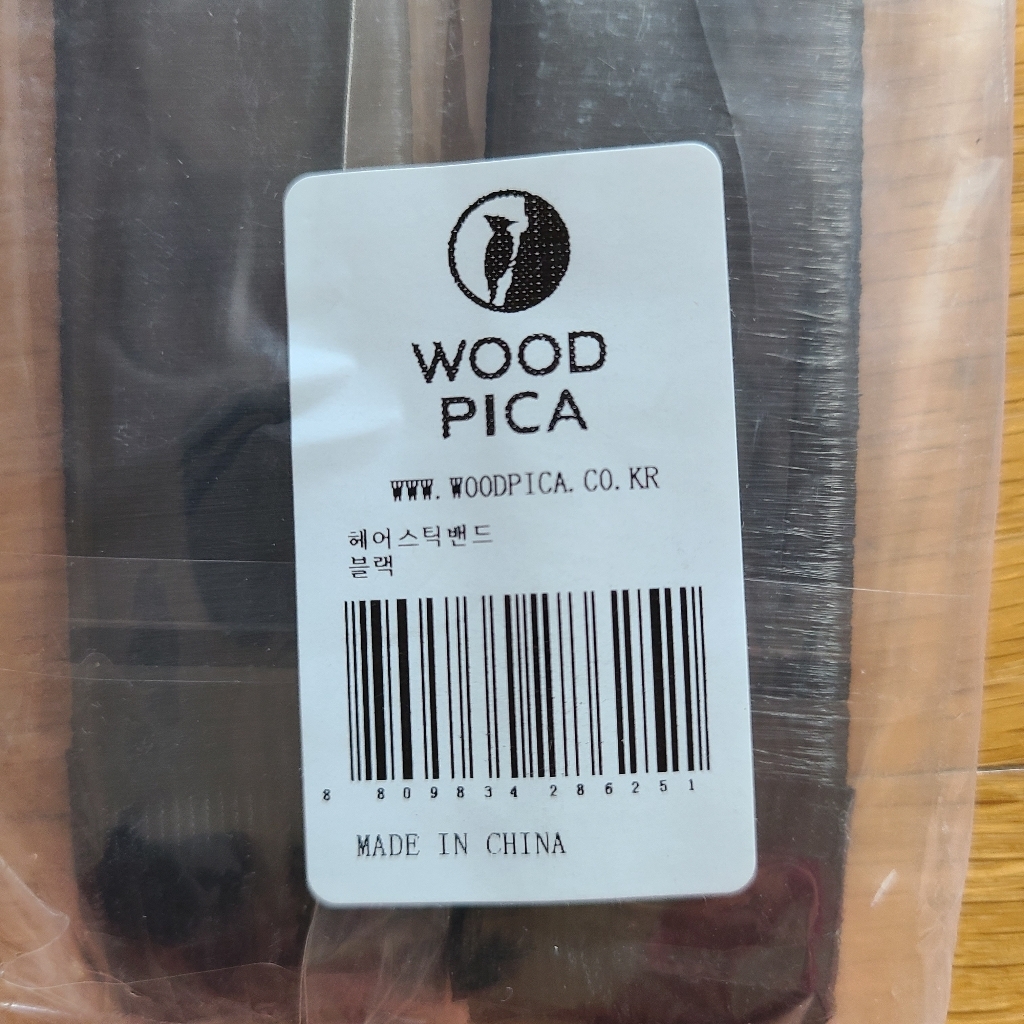 WOOD
PICA
WWW.WOODPICA.CO.KR
헤어스틱밴드
블랙
8 809834 286251
MADE IN CHINA